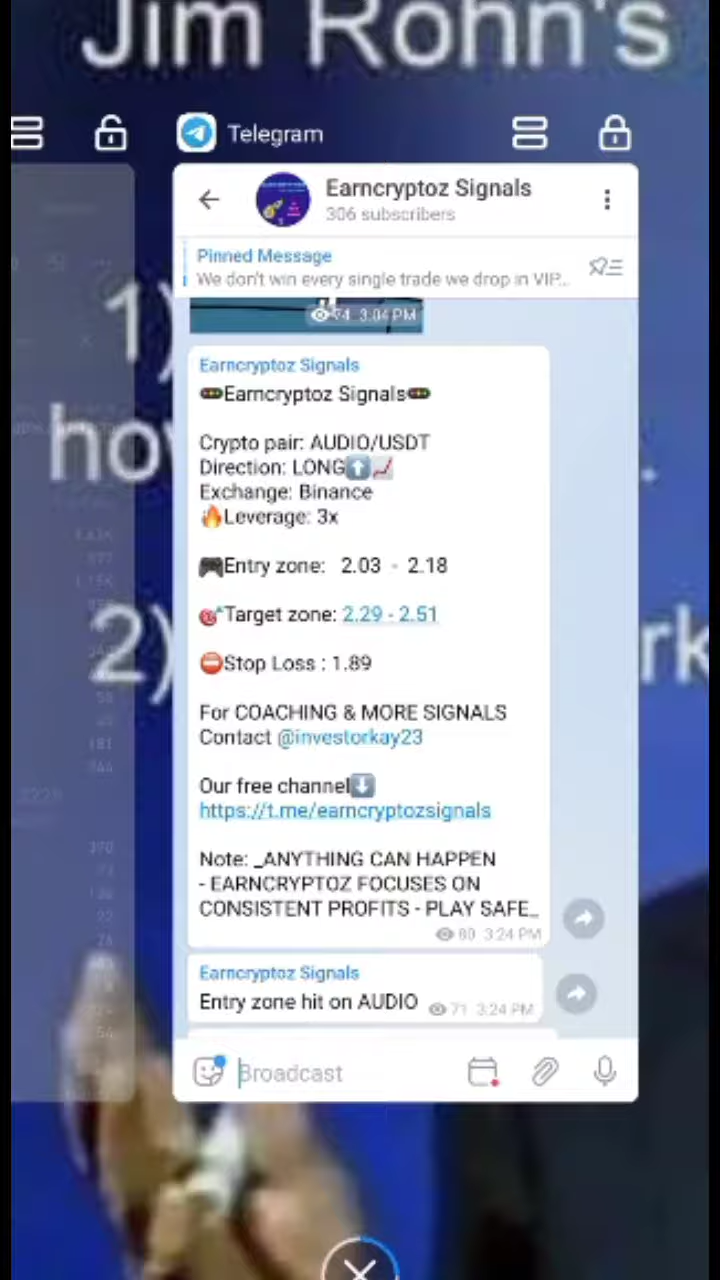 Jim Rohn's
Telegram
Earncryptoz Signals
306 subscribers
Pinned Message
We don't win every single trade we drop in VIP...
74 3:04 PM
1)
Earncryptoz Signals
Earncryptoz Signals
Crypto pair: AUDIO/USDT
Direction: LONG
Exchange: Binance
Leverage: 3x
Entry zone: 2.03 - 2.18
2)
Target zone: 2.29 - 2.51
Stop Loss : 1.89
For COACHING & MORE SIGNALS
Contact @investorkay23
Our free channel
https://t.me/earncryptozsignals
Note: _ANYTHING CAN HAPPEN
- EARNCRYPTOZ FOCUSES ON
CONSISTENT PROFITS - PLAY SAFE_
3:24 PM
Earncryptoz Signals
Entry zone hit on AUDIO
71 3:24 PM
Broadcast